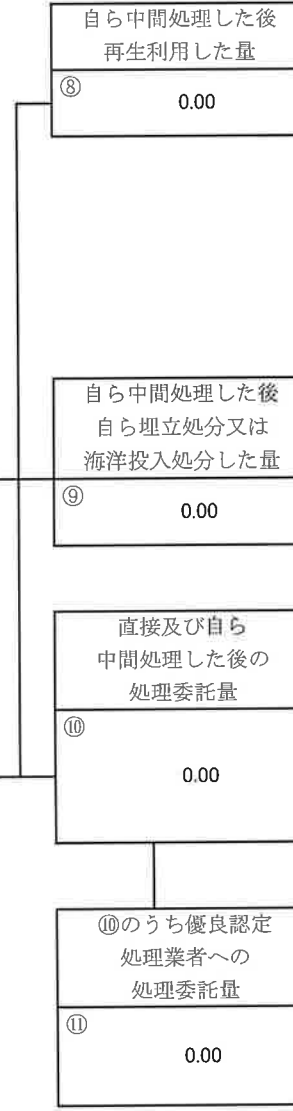 自ら中間処理した後
再生利用した量
⑧
0.00
自ら中間処理した後
自ら埋立処分又は
海洋投入処分した量
⑨
0.00
直接及び自ら
中間処理した後の
処理委託量
⑩
0.00
⑩のうち優良認定
処理業者への
処理委託量
⑪
0.00